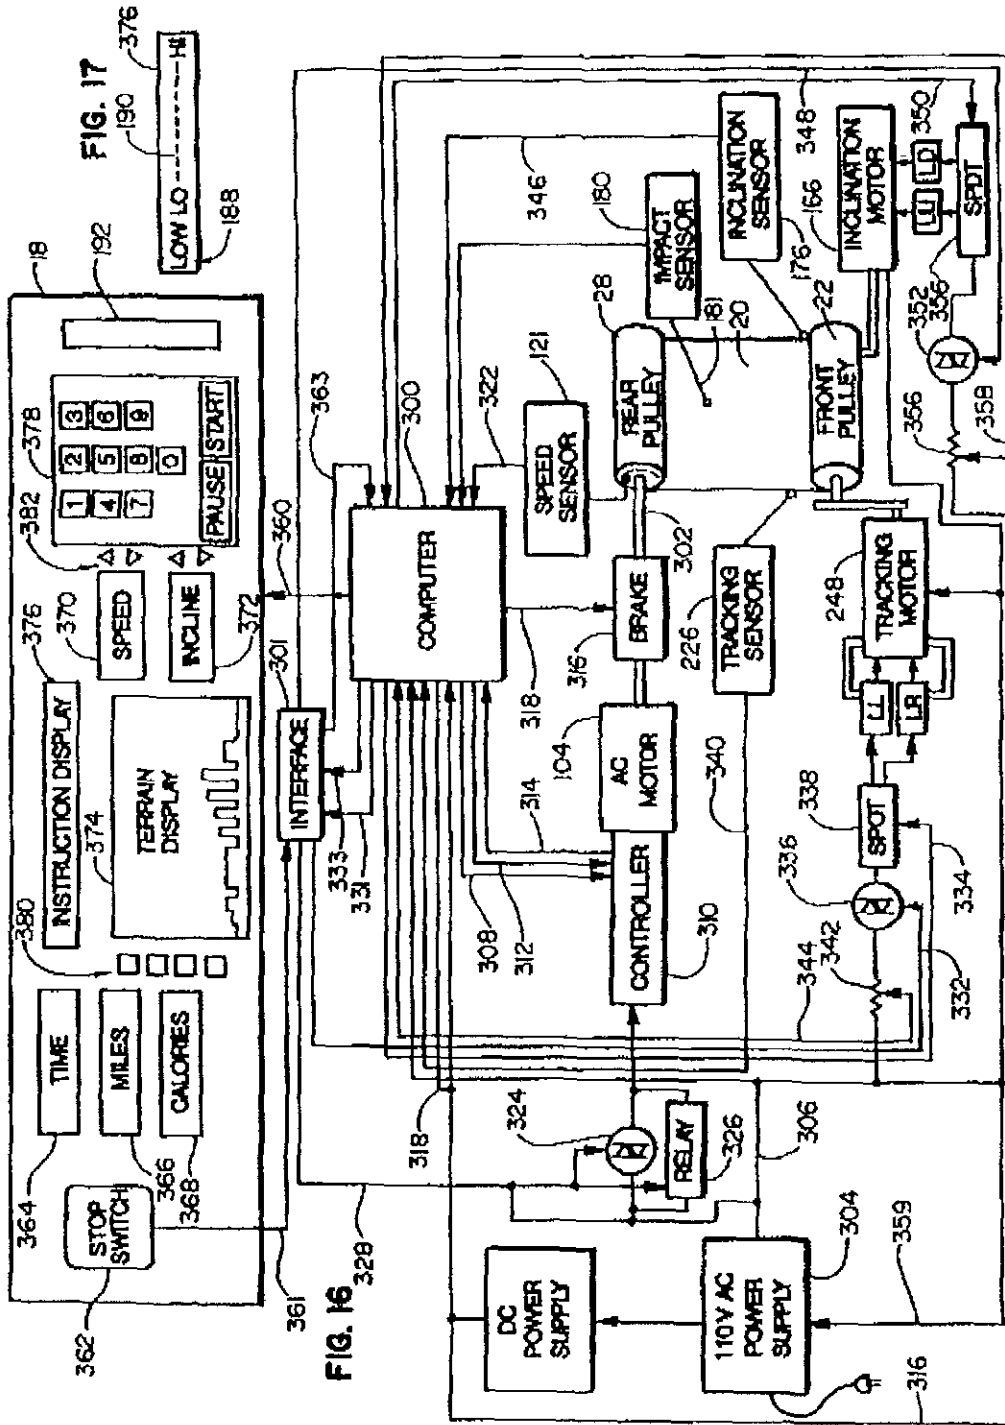 FIG. 17
190
376
LOW LO --------- HI
188
18
192
362
STOP SWITCH
364
TIME
366
MILES
368
CALORIES
380
374
INSTRUCTION DISPLAY
376
TERRAIN DISPLAY
370
SPEED
382
INCLINE
372
378
1 2 3
4 5 6
7 8 9
0
PAUSE START
361
FIG. 16
328
301
INTERFACE
360
363
333
331
300
COMPUTER
322
346
318
308
312
314
318
SPEED SENSOR
121
IMPACT SENSOR
180
INCLINATION SENSOR
176
348
350
324
RELAY
326
306
CONTROLLER
310
AC MOTOR
104
316
BRAKE
302
REAR PULLEY
28
181
20
FRONT PULLEY
22
166
INCLINATION MOTOR
LU
LD
SPDT
356
352
356
358
226
TRACKING SENSOR
340
248
TRACKING MOTOR
LL
LR
SPDT
338
336
342
344
332
334
DC POWER SUPPLY
110V AC POWER SUPPLY
304
359
316